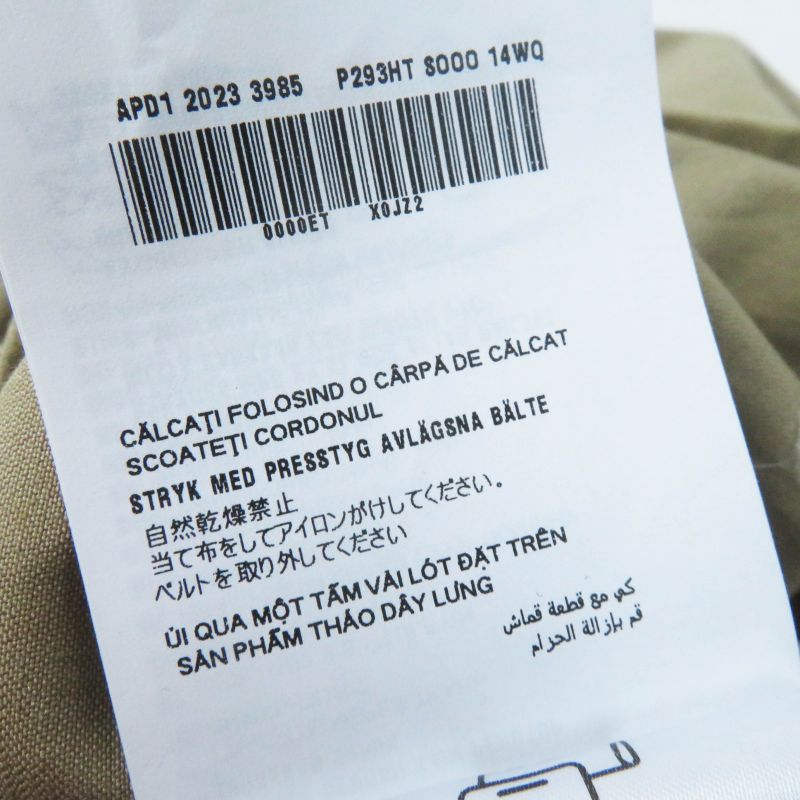 APD1 2023 3985 P293HT S000 14WQ
0000ET X0JZ2
CĂLCAȚI FOLOSIND O CÂRPĂ DE CĂLCAT
SCOATEȚI CORDONUL
STRYK MED PRESSTYG AVLÄGSNA BÄLTE
自然乾燥禁止
当て布をしてアイロンがけしてください。
ベルトを取り外してください
ỦI QUA MỘT TẤM VẢI LÓT ĐẶT TRÊN
SẢN PHẨM THÁO DÂY LƯNG
كي مع قطعة قماش
قم بإزالة الحزام